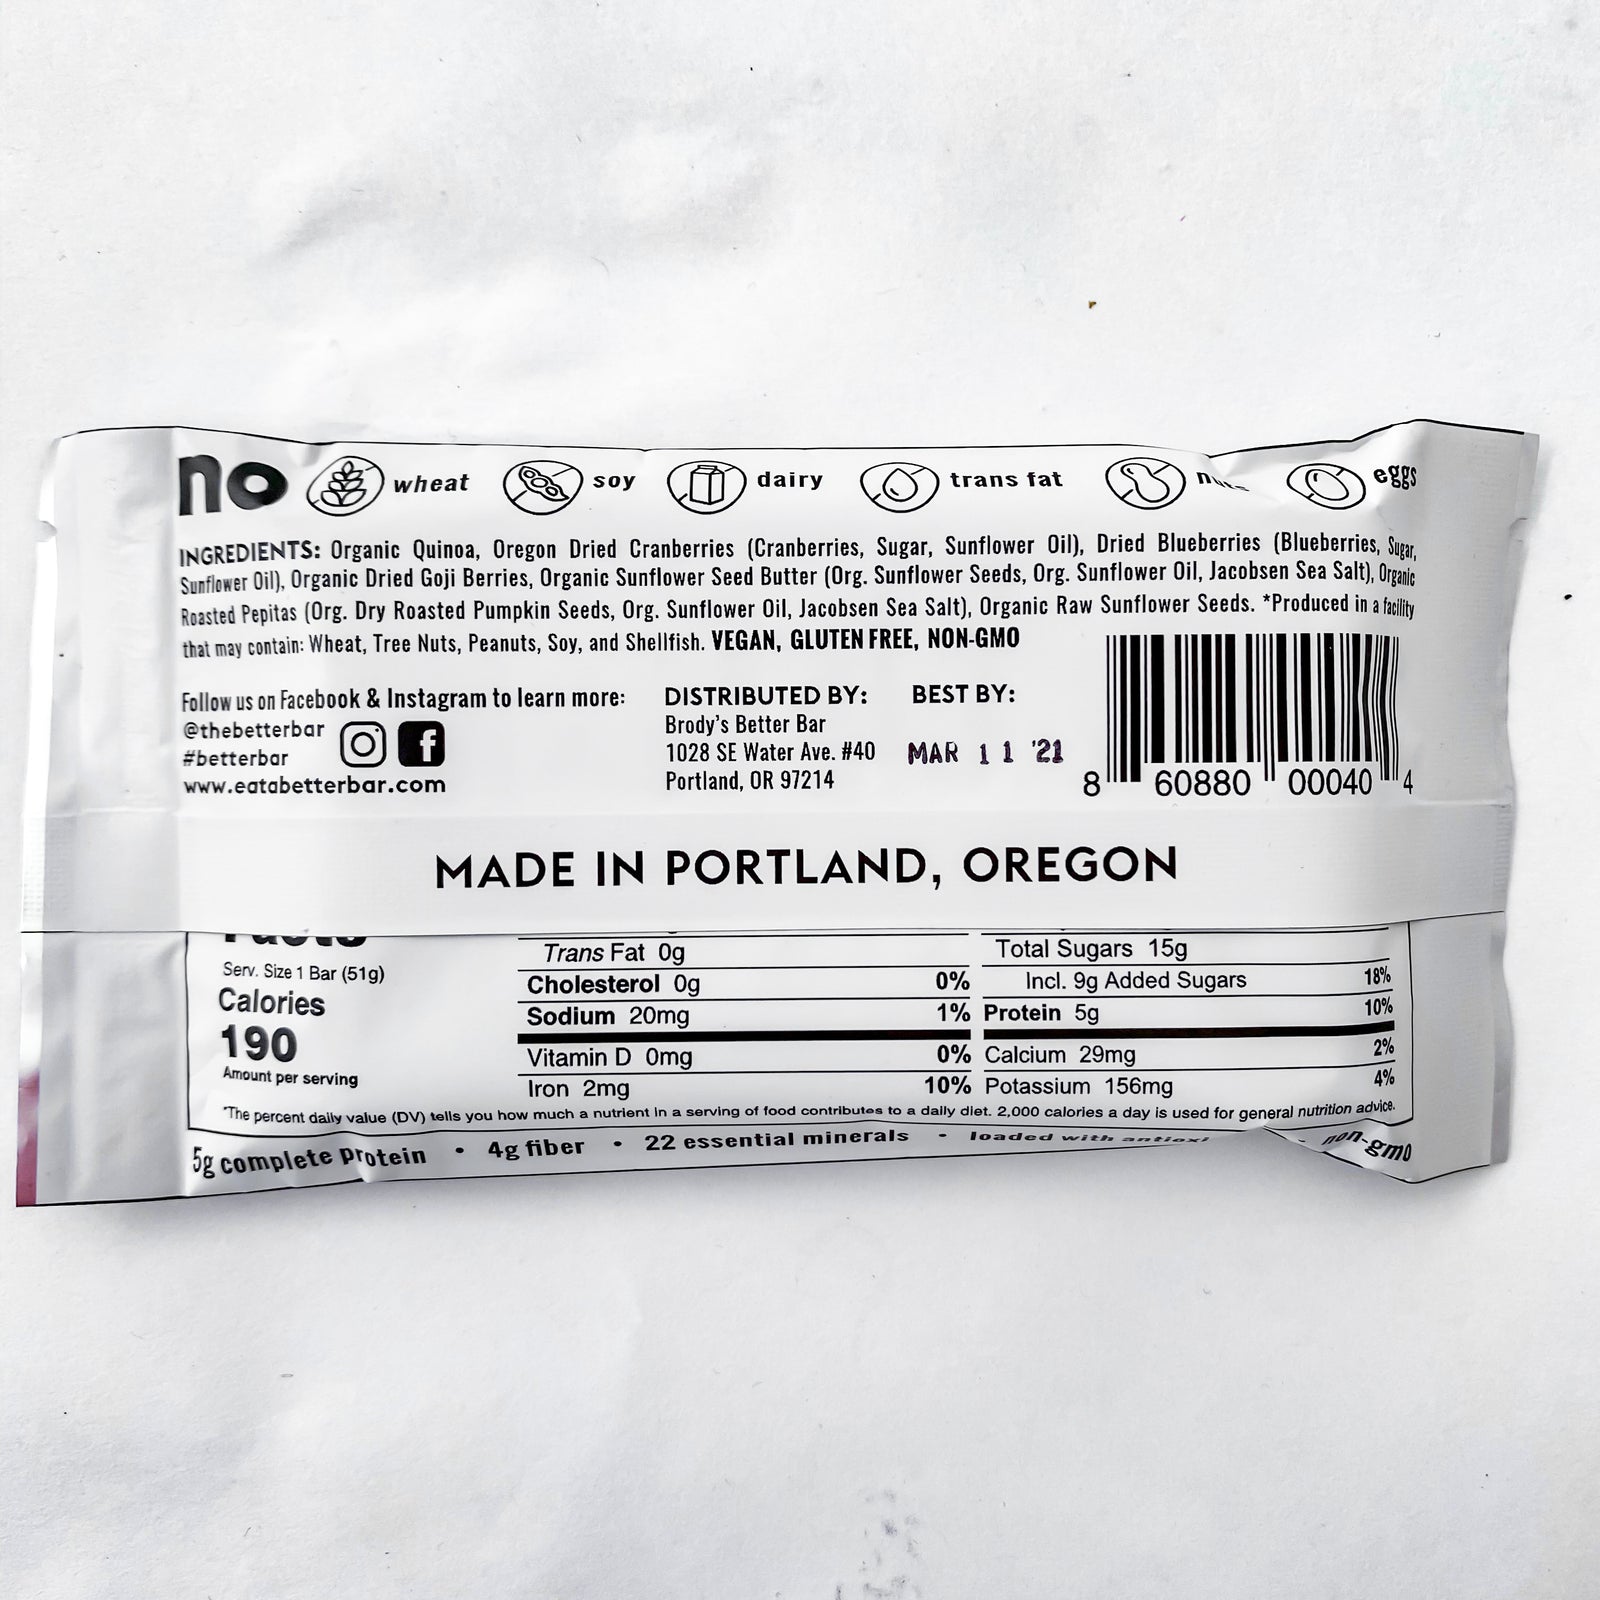 no wheat soy dairy trans fat eggs
INGREDIENTS: Organic Quinoa, Oregon Dried Cranberries (Cranberries, Sugar, Sunflower Oil), Dried Blueberries (Blueberries, Sugar,
Sunflower Oil), Organic Dried Goji Berries, Organic Sunflower Seed Butter (Org. Sunflower Seeds, Org. Sunflower Oil, Jacobsen Sea Salt), Organic
Roasted Pepitas (Org. Dry Roasted Pumpkin Seeds, Org. Sunflower Oil, Jacobsen Sea Salt), Organic Raw Sunflower Seeds. *Produced in a facility
that may contain: Wheat, Tree Nuts, Peanuts, Soy, and Shellfish. VEGAN, GLUTEN FREE, NON-GMO
Follow us on Facebook & Instagram to learn more:
@thebetterbar
#betterbar
www.eatabetterbar.com
DISTRIBUTED BY:
Brody's Better Bar
1028 SE Water Ave. #40
Portland, OR 97214
BEST BY:
MAR 11 '21
8 60880 00040 4
MADE IN PORTLAND, OREGON
Serv. Size 1 Bar (51g)
Calories
190
Amount per serving
Trans Fat 0g
Cholesterol 0g 0%
Sodium 20mg 1%
Vitamin D 0mg 0%
Iron 2mg 10%
Total Sugars 15g
Incl. 9g Added Sugars 18%
Protein 5g 10%
Calcium 29mg 2%
Potassium 156mg 4%
*The percent daily value (DV) tells you how much a nutrient in a serving of food contributes to a daily diet. 2,000 calories a day is used for general nutrition advice.
5g complete protein • 4g fiber • 22 essential minerals • loaded with non-gmo